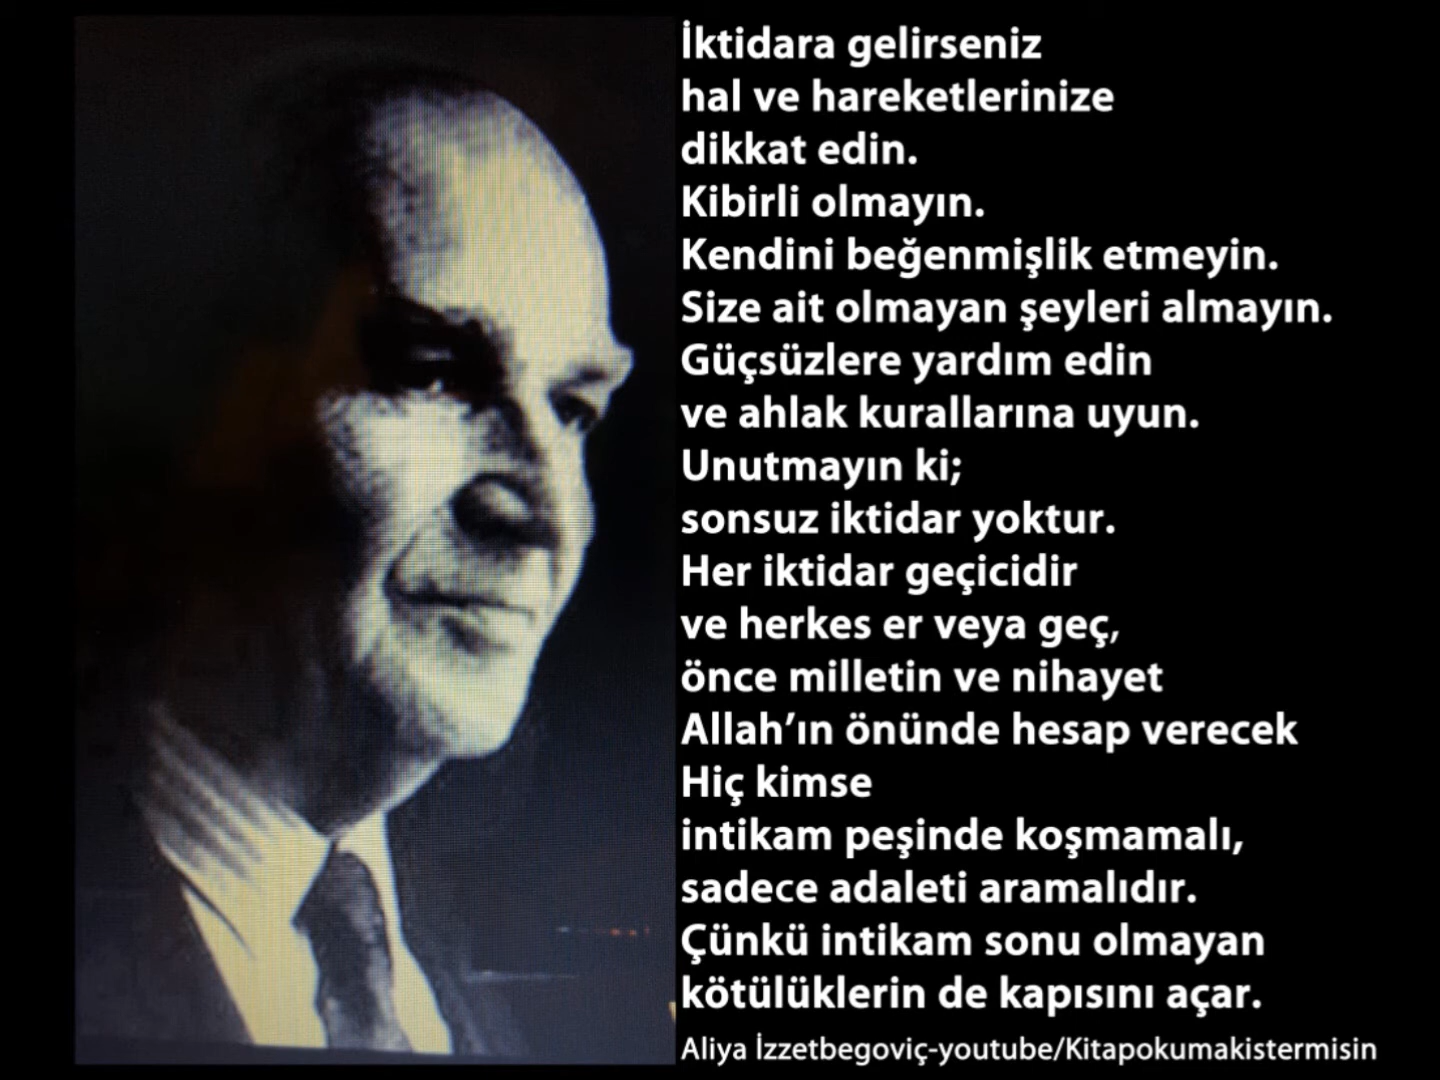 İktidara gelirseniz
hal ve hareketlerinize
dikkat edin.
Kibirli olmayın.
Kendini beğenmişlik etmeyin.
Size ait olmayan şeyleri almayın.
Güçsüzlere yardım edin
ve ahlak kurallarına uyun.
Unutmayın ki;
sonsuz iktidar yoktur.
Her iktidar geçicidir
ve herkes er veya geç,
önce milletin ve nihayet
Allah’ın önünde hesap verecek
Hiç kimse
intikam peşinde koşmamalı,
sadece adaleti aramalıdır.
Çünkü intikam sonu olmayan
kötülüklerin de kapısını açar.
Aliya İzzetbegoviç-youtube/Kitapokumakistermisin